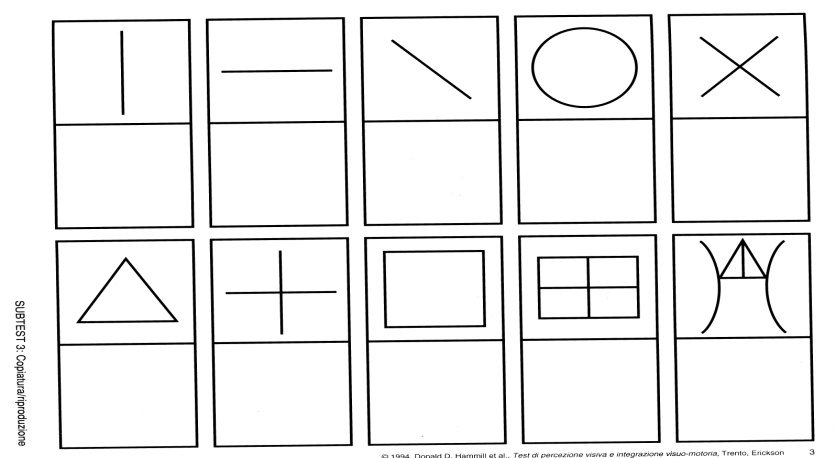 SUBTEST 3: Copiatura/riproduzione
© 1994, Donald D. Hammill et al., Test di percezione visiva e integrazione visuo-motoria, Trento, Erickson 3